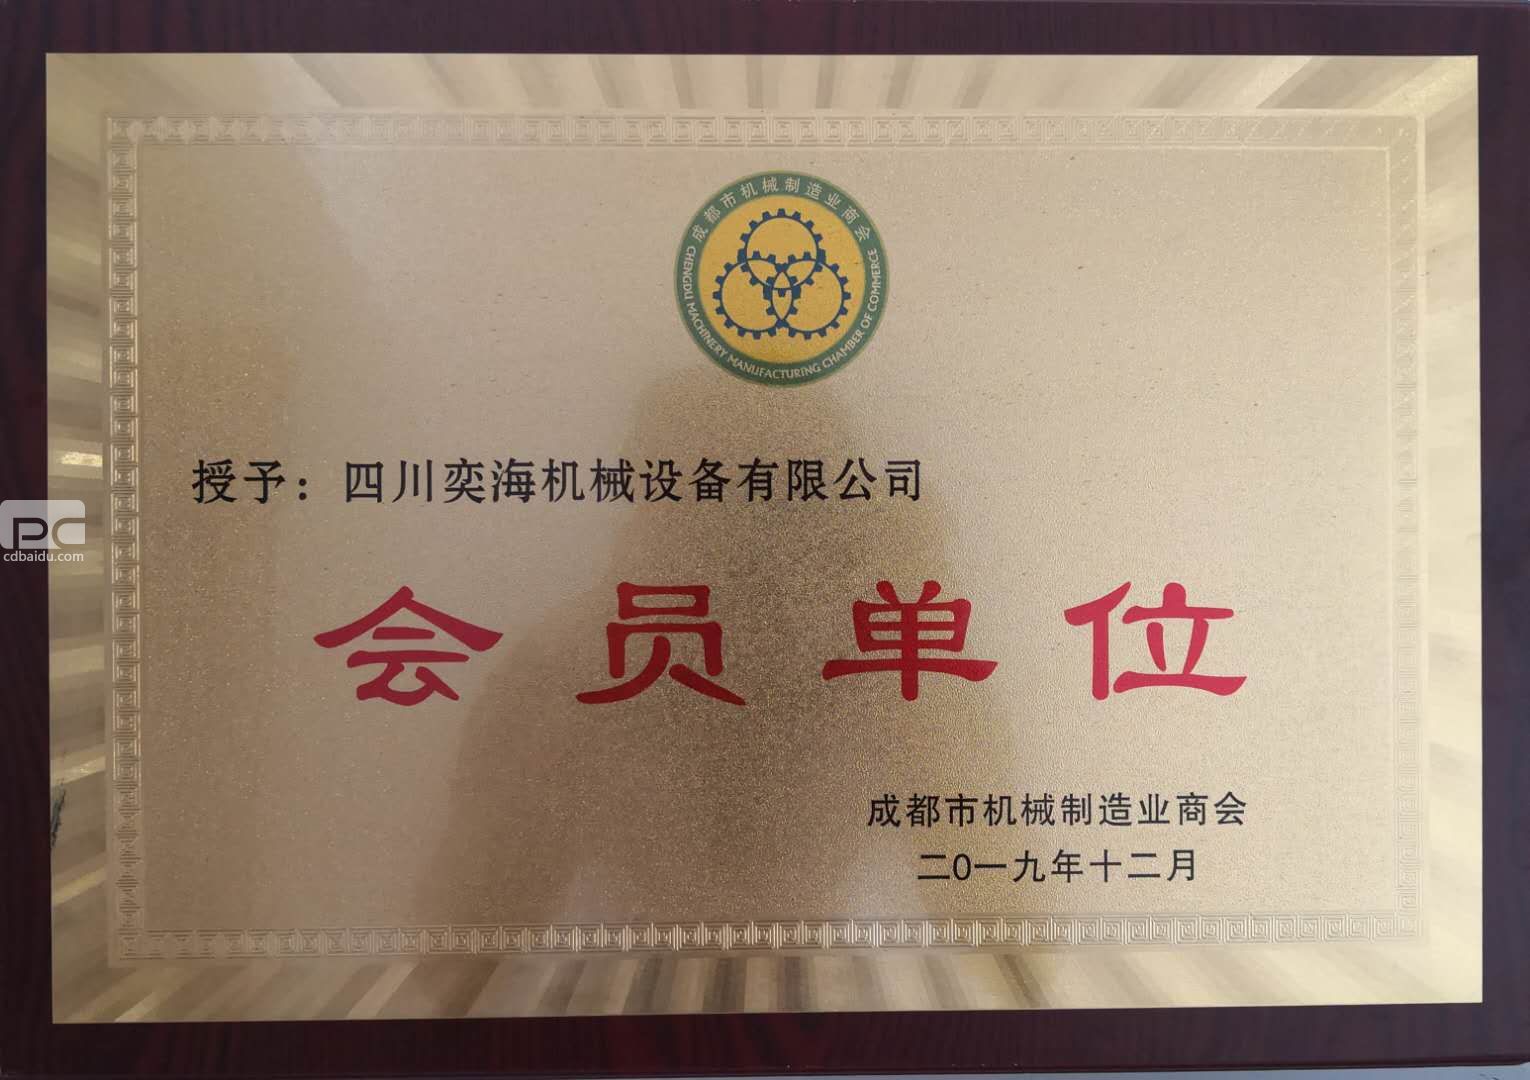 成都市机械制造业商会
CHENGDU MACHINERY MANUFACTURING CHAMBER OF COMMERCE
授予：四川奕海机械设备有限公司
PC
cdbaidu.com
会员单位
成都市机械制造业商会
二0一九年十二月